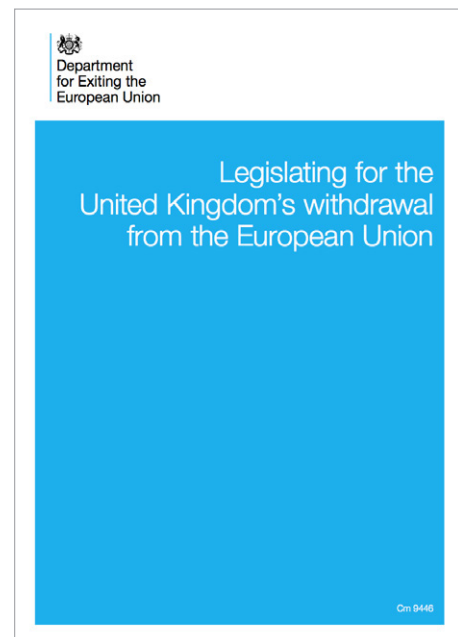 Department
for Exiting the
European Union
Legislating for the
United Kingdom's withdrawal
from the European Union
Cm 9446